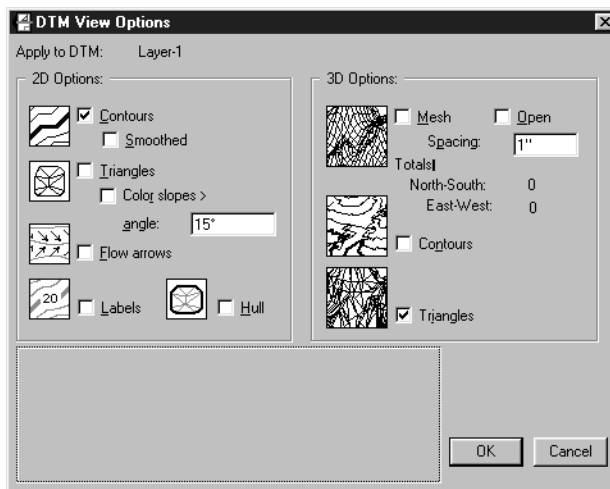 DTM View Options
Apply to DTM: Layer-1
2D Options:
Contours
Smoothed
Triangles
Color slopes >
angle: 15°
Flow arrows
20
Labels
Hull
3D Options:
Mesh
Open
Spacing: 1"
Totals
North-South: 0
East-West: 0
Contours
Triangles
OK
Cancel